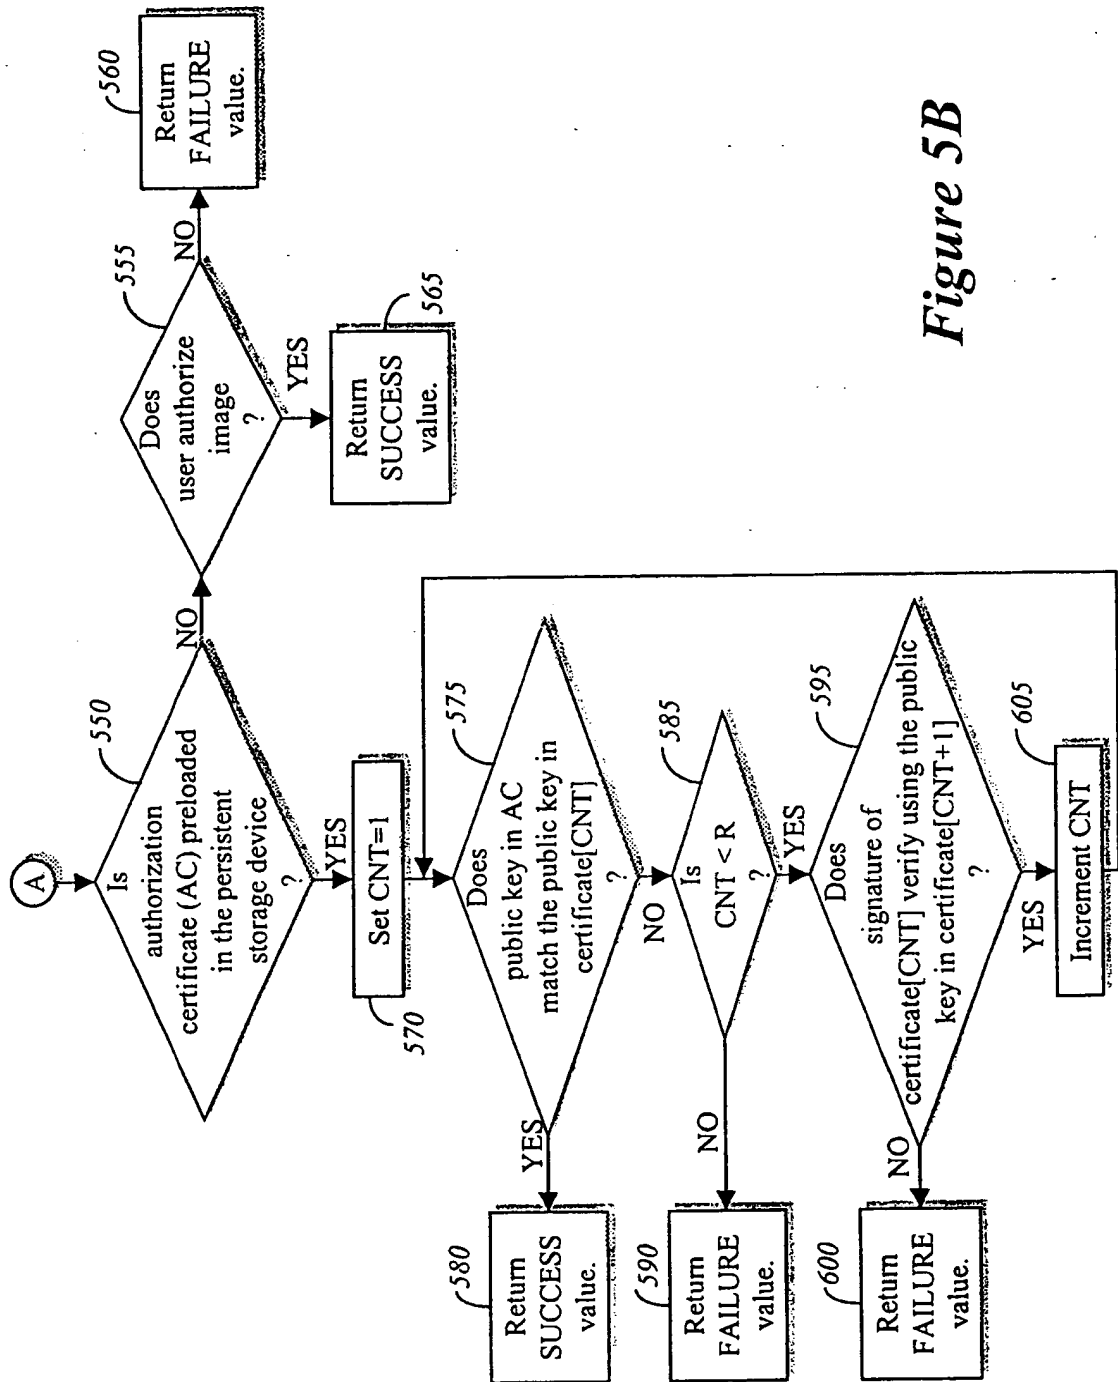 A
550
Is
authorization
certificate (AC) preloaded
in the persistent
storage device
?
NO
YES
555
Does
user authorize
image
?
NO
YES
560
Return
FAILURE
value.
565
Return
SUCCESS
value.
Set CNT=1
570
575
Does
public key in AC
match the public key in
certificate[CNT]
?
YES
NO
580
Return
SUCCESS
value.
585
Is
CNT < R
?
NO
YES
590
Return
FAILURE
value.
595
Does
signature of
certificate[CNT] verify using the public
key in certificate[CNT+1]
?
NO
YES
600
Return
FAILURE
value.
605
Increment CNT
Figure 5B